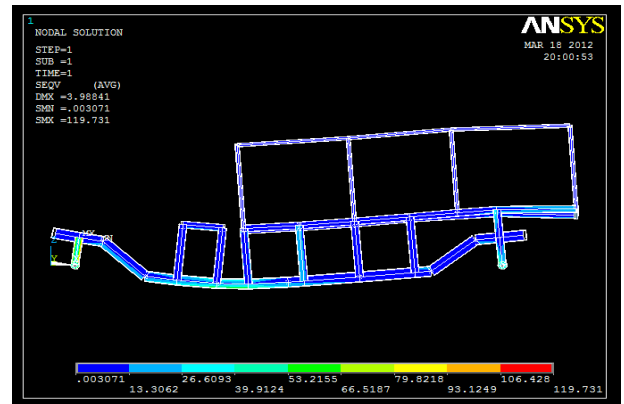 1
NODAL SOLUTION
STEP=1
SUB =1
TIME=1
SEQV (AVG)
DMX =3.98841
SMN =.003071
SMX =119.731
ANSYS
MAR 18 2012
20:00:53
MX
Z
Y
.003071 26.6093 53.2155 79.8218 106.428
13.3062 39.9124 66.5187 93.1249 119.731